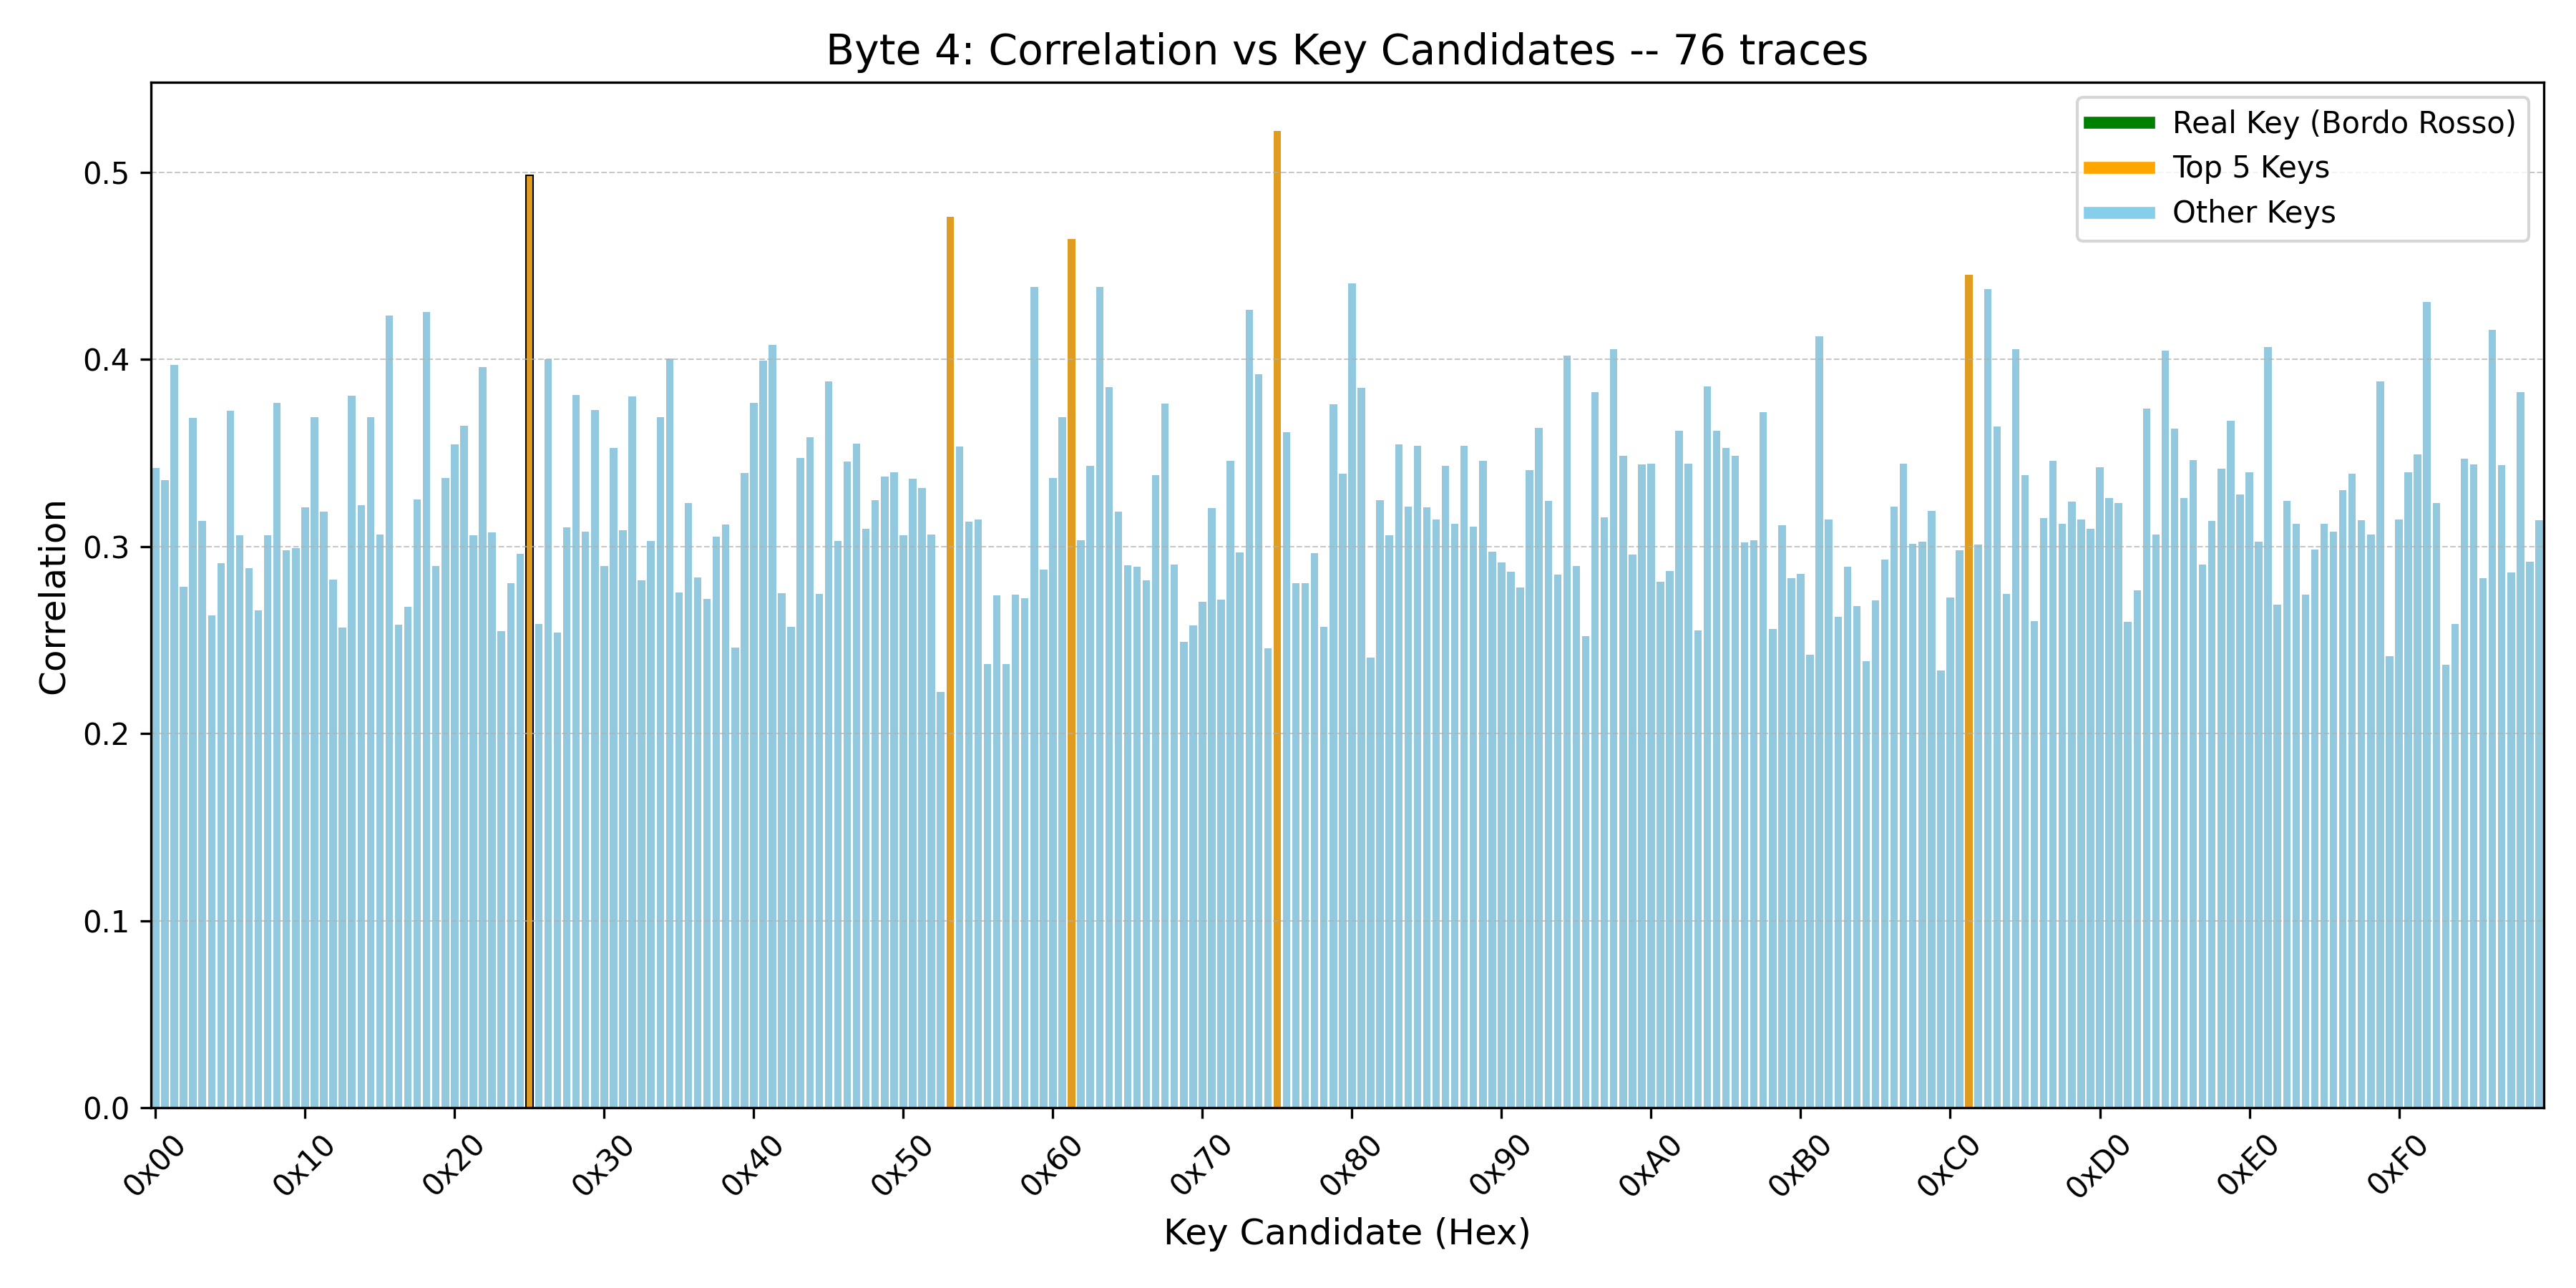 Byte 4: Correlation vs Key Candidates -- 76 traces
Real Key (Bordo Rosso)
Top 5 Keys
Other Keys
Correlation
0.5
0.4
0.3
0.2
0.1
0.0
0x00 0x10 0x20 0x30 0x40 0x50 0x60 0x70 0x80 0x90 0xA0 0xB0 0xC0 0xD0 0xE0 0xF0
Key Candidate (Hex)